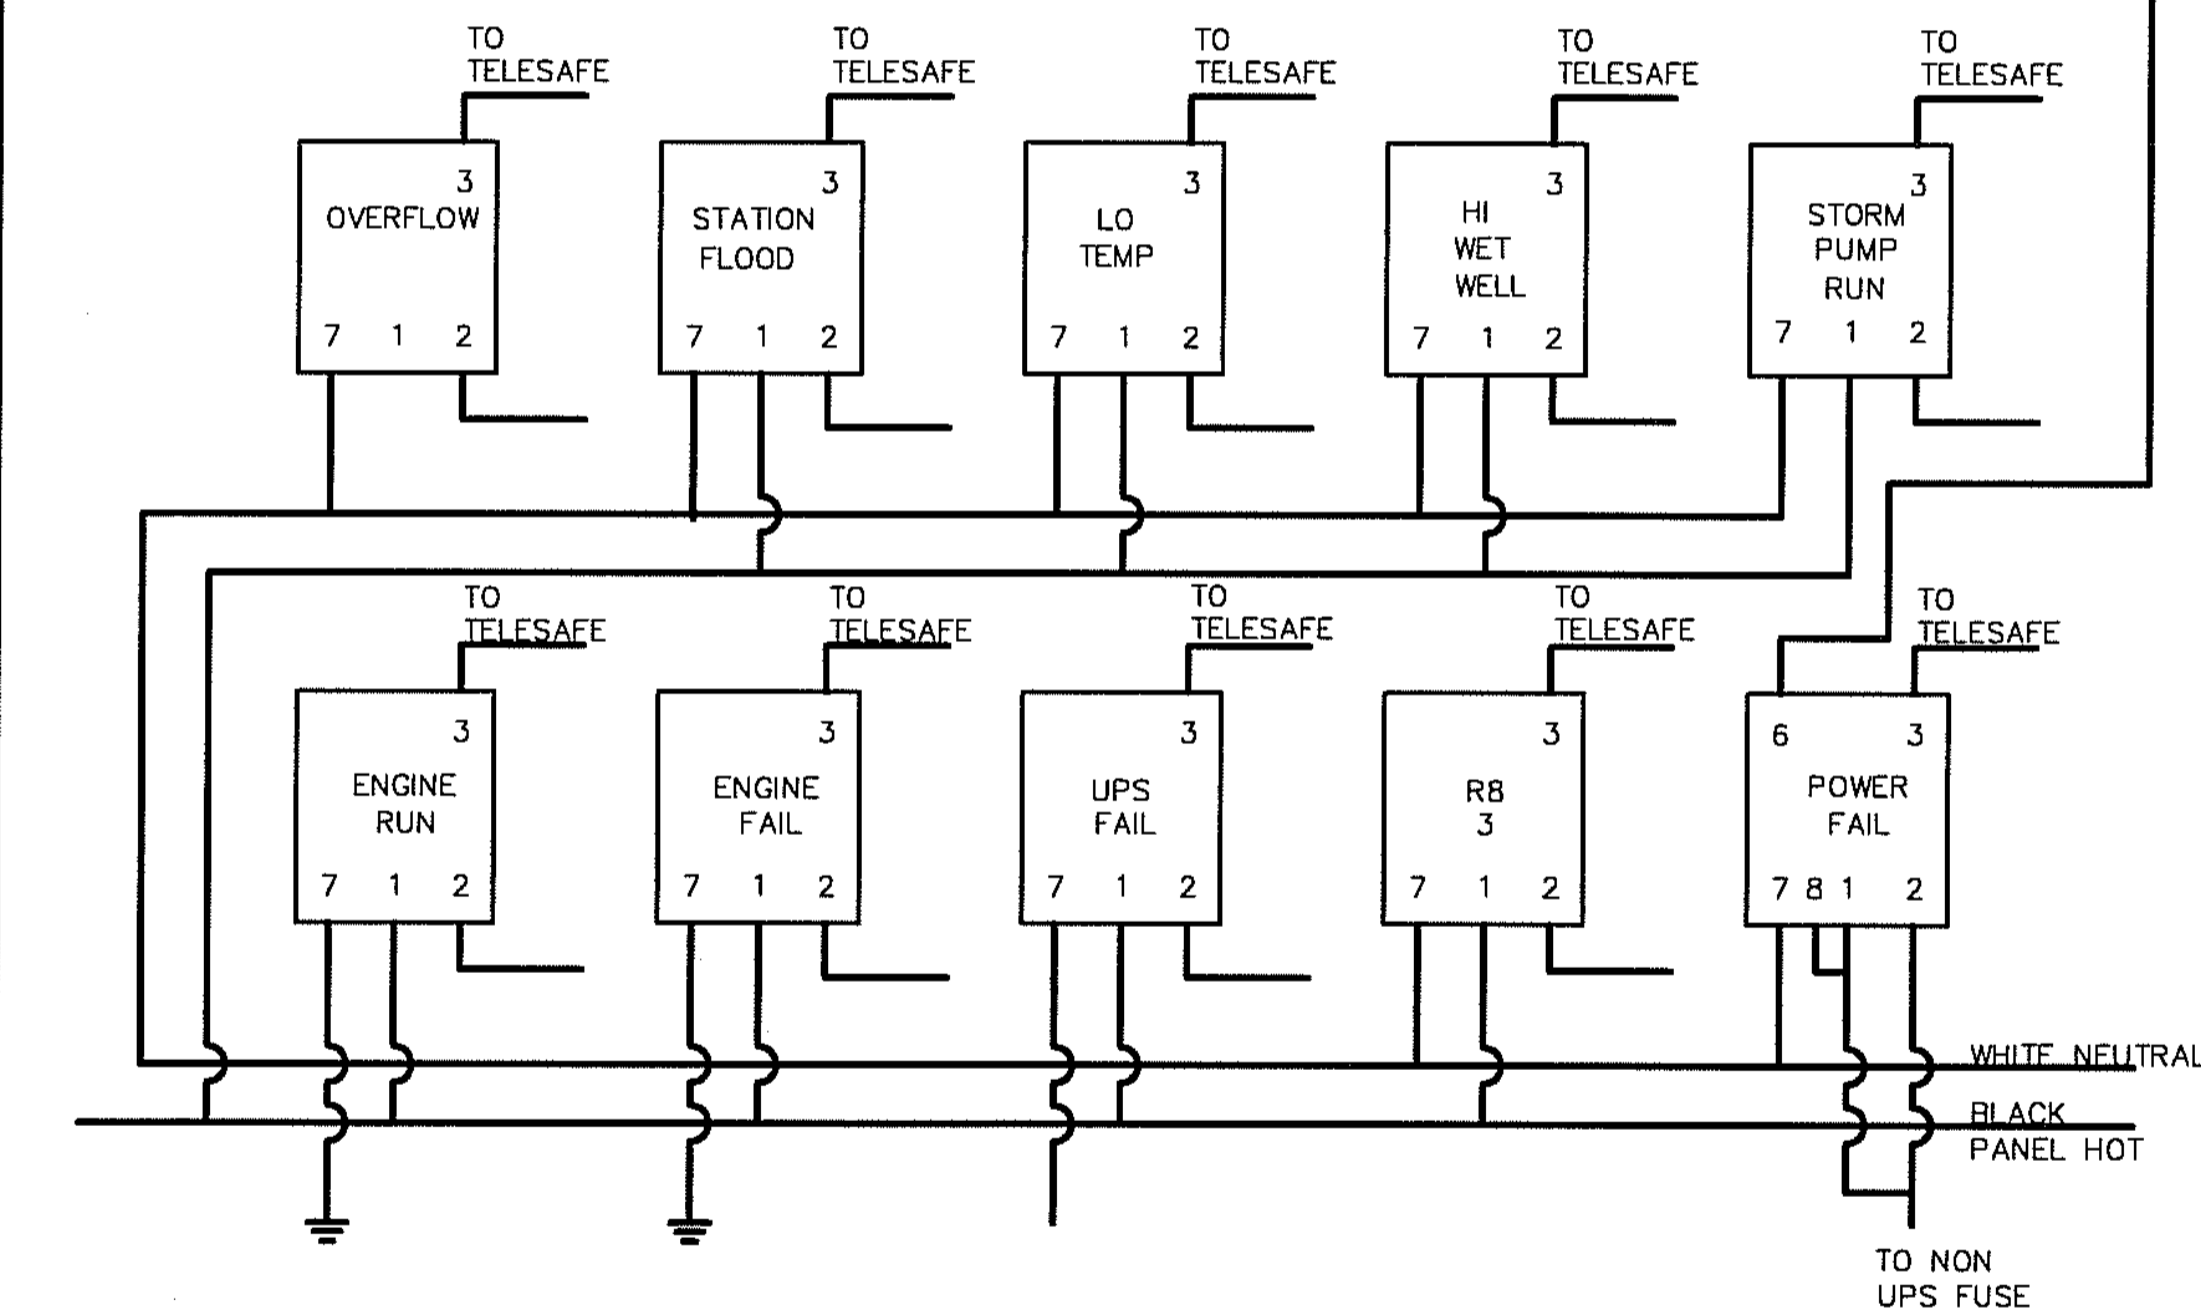 TO
TELESAFE
TO
TELESAFE
TO
TELESAFE
TO
TELESAFE
TO
TELESAFE
3
OVERFLOW
7 1 2
3
STATION
FLOOD
7 1 2
3
LO
TEMP
7 1 2
3
HI
WET
WELL
7 1 2
3
STORM
PUMP
RUN
7 1 2
TO
TELESAFE
TO
TELESAFE
TO
TELESAFE
TO
TELESAFE
TO
TELESAFE
3
ENGINE
RUN
7 1 2
3
ENGINE
FAIL
7 1 2
3
UPS
FAIL
7 1 2
3
R8
3
7 1 2
6 3
POWER
FAIL
7 8 1 2
WHITE NEUTRAL
BLACK
PANEL HOT
TO NON
UPS FUSE